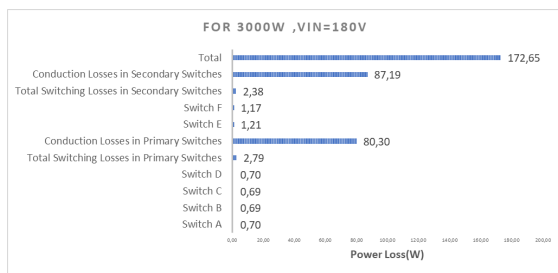 FOR 3000W ,VIN=180V
Total 172,65
Conduction Losses in Secondary Switches 87,19
Total Switching Losses in Secondary Switches 2,38
Switch F 1,17
Switch E 1,21
Conduction Losses in Primary Switches 80,30
Total Switching Losses in Primary Switches 2,79
Switch D 0,70
Switch C 0,69
Switch B 0,69
Switch A 0,70
0,00 20,00 40,00 60,00 80,00 100,00 120,00 140,00 160,00 180,00 200,00
Power Loss(W)